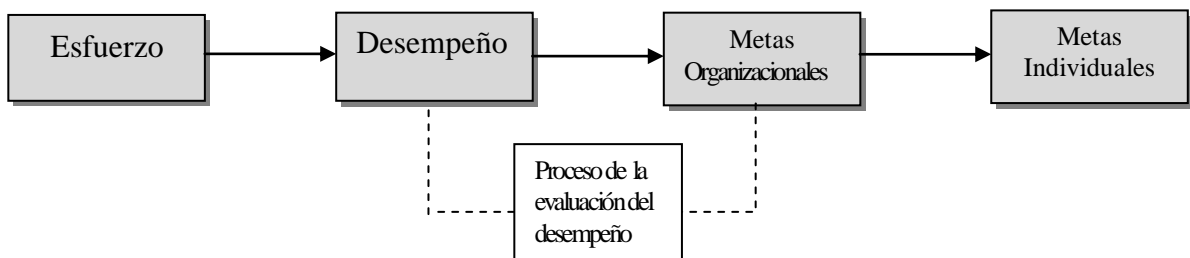 Esfuerzo
Desempeño
Metas
Organizacionales
Metas
Individuales
Proceso de la
evaluación del
desempeño